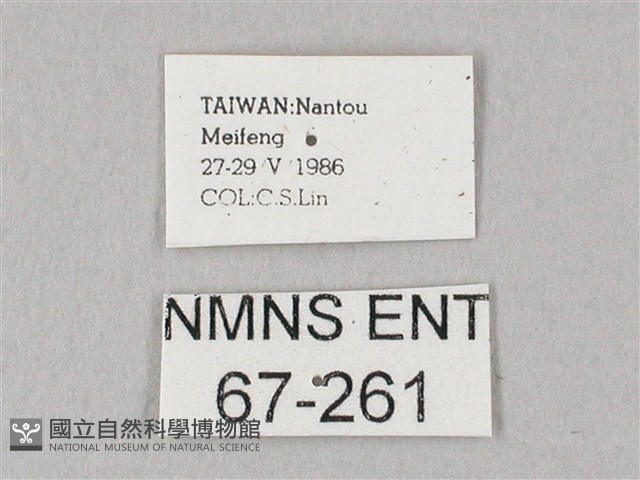 TAIWAN:Nantou
Meifeng
27-29 V 1986
COL:C.S.Lin
NMNS ENT
67-261
國立自然科學博物館
NATIONAL MUSEUM OF NATURAL SCIENCE